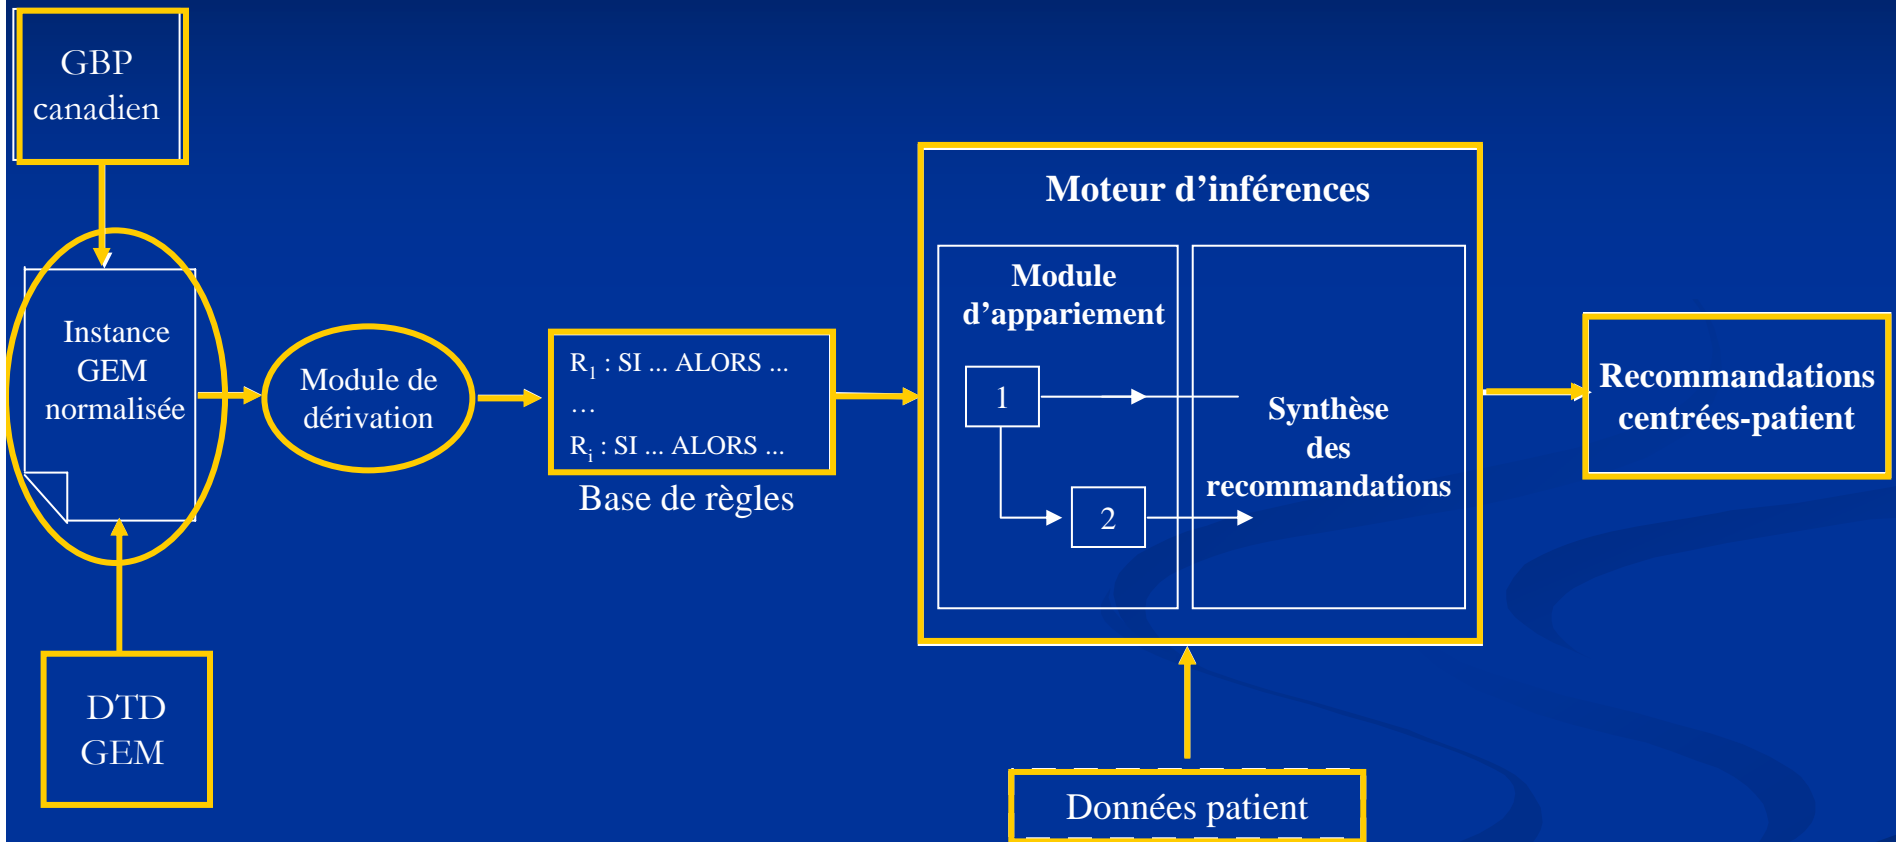 GBP
canadien
Instance
GEM
normalisée
DTD
GEM
Module de
dérivation
R1 : SI ... ALORS ...
...
Ri : SI ... ALORS ...
Base de règles
Moteur d’inférences
Module
d’appariement
1
2
Synthèse
des
recommandations
Données patient
Recommandations
centrées-patient